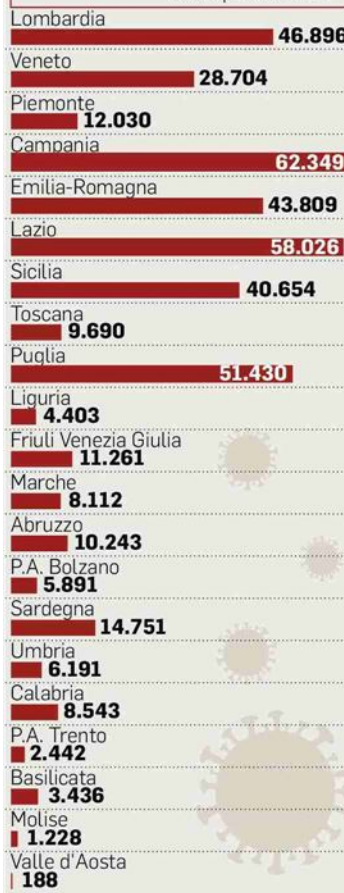 Lombardia
46.896
Veneto
28.704
Piemonte
12.030
Campania
62.349
Emilia-Romagna
43.809
Lazio
58.026
Sicilia
40.654
Toscana
9.690
Puglia
51.430
Liguria
4.403
Friuli Venezia Giulia
11.261
Marche
8.112
Abruzzo
10.243
P.A. Bolzano
5.891
Sardegna
14.751
Umbria
6.191
Calabria
8.543
P.A. Trento
2.442
Basilicata
3.436
Molise
1.228
Valle d'Aosta
188